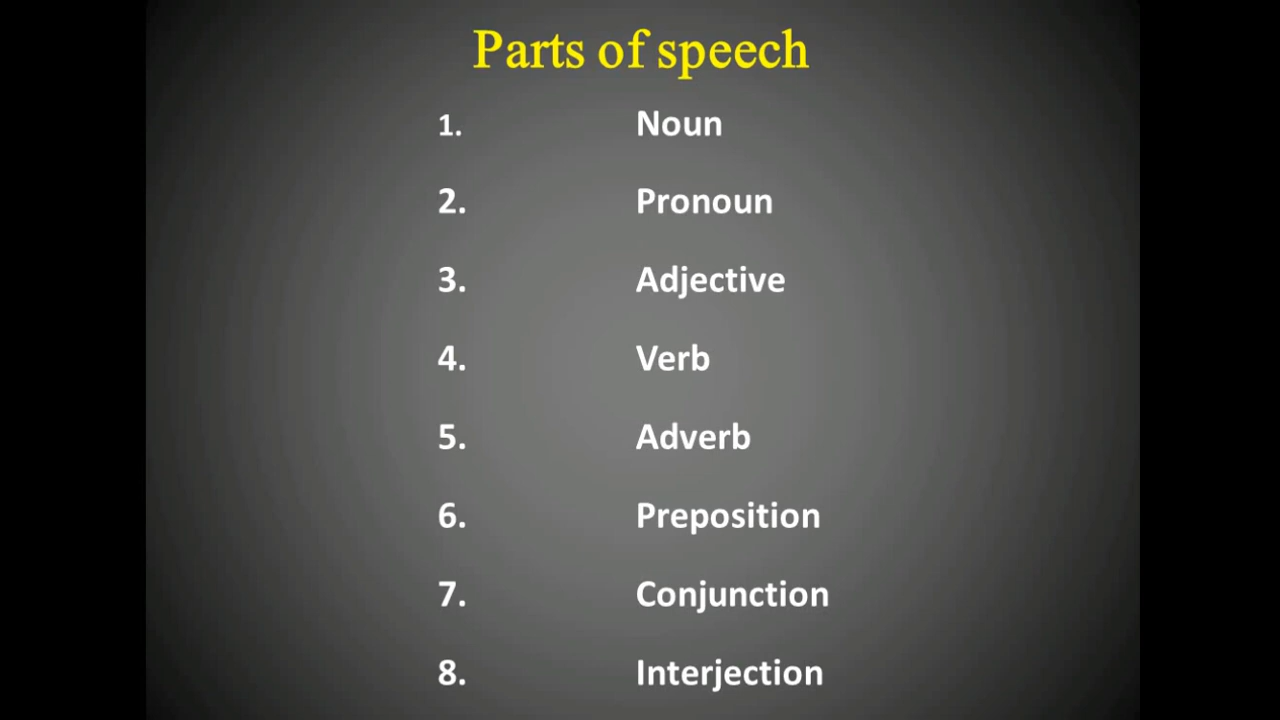 Parts of speech
1. Noun
2. Pronoun
3. Adjective
4. Verb
5. Adverb
6. Preposition
7. Conjunction
8. Interjection